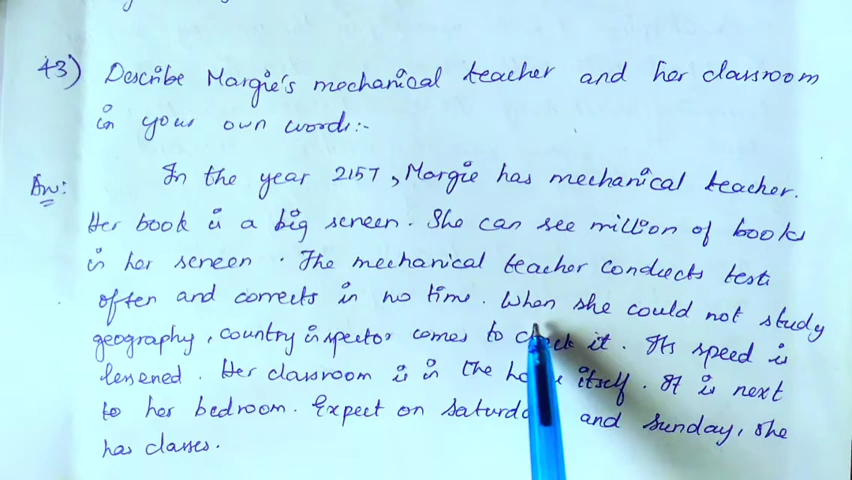 43) Describe Margie's mechanical teacher and her classroom
in your own words:-
Ans: In the year 2157, Margie has mechanical teacher.
Her book is a big screen. She can see million of books
in her screen. The mechanical teacher conducts tests
often and corrects in no time. When she could not study
geography, country inspector comes to check it. Its speed is
lessened. Her classroom is in the house itself. It is next
to her bedroom. Expect on saturday and sunday, she
has classes.